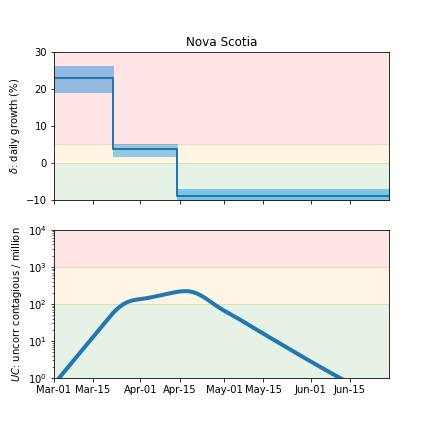 Nova Scotia
30
20
10
0
−10
δ: daily growth (%)
10⁴
10³
10²
10¹
10⁰
UC: uncorr contagious / million
Mar-01 Mar-15 Apr-01 Apr-15 May-01 May-15 Jun-01 Jun-15